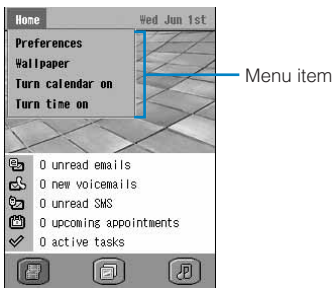 Home
Wed Jun 1st
Preferences
Wallpaper
Turn calendar on
Turn time on
Menu item
0 unread emails
0 new voicemails
0 unread SMS
0 upcoming appointments
0 active tasks